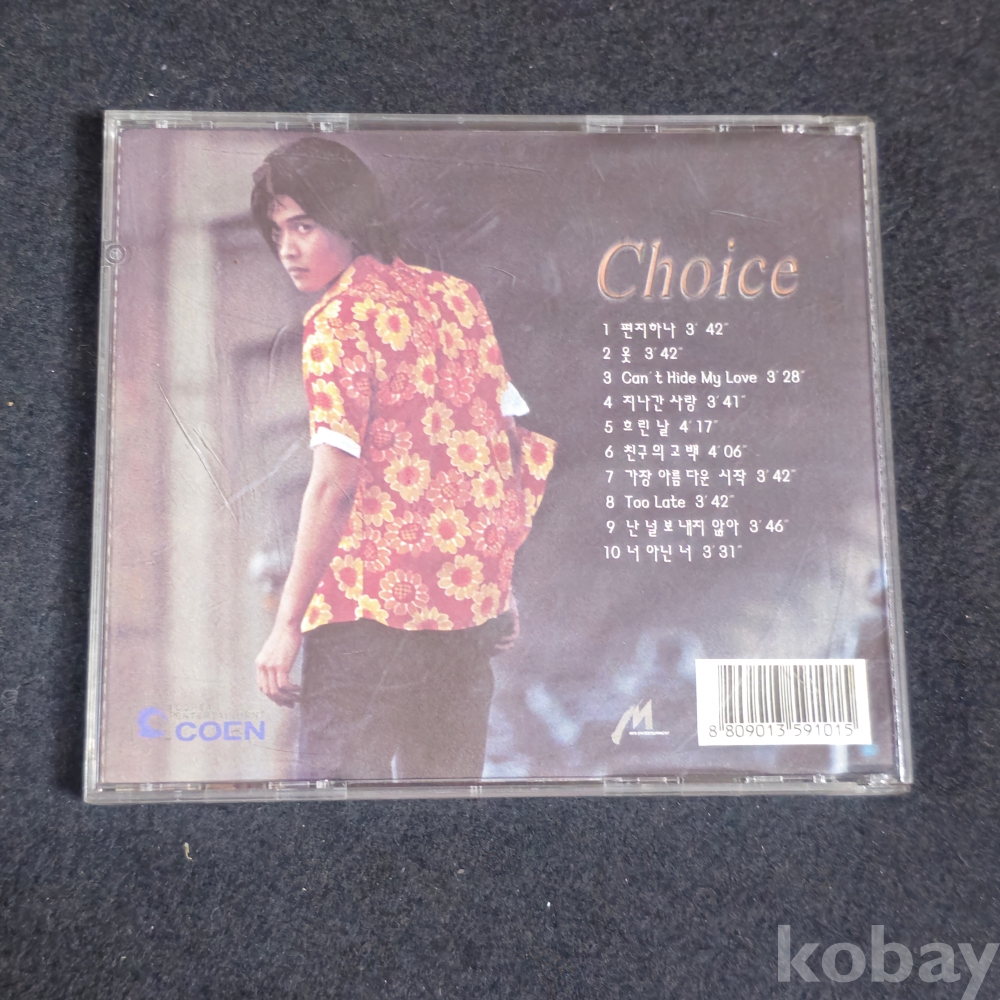 Choice
1 편지하나 3′42″
2 옷 3′42″
3 Can't Hide My Love 3′28″
4 지나간 사랑 3′41″
5 흐린 날 4′17″
6 친구의 고백 4′06″
7 가장 아름다운 시작 3′42″
8 Too Late 3′42″
9 난 널 보내지 않아 3′46″
10 너 아닌 너 3′31″
ENTERTAINMENT
COEN
M
8 809013 591015
kobay